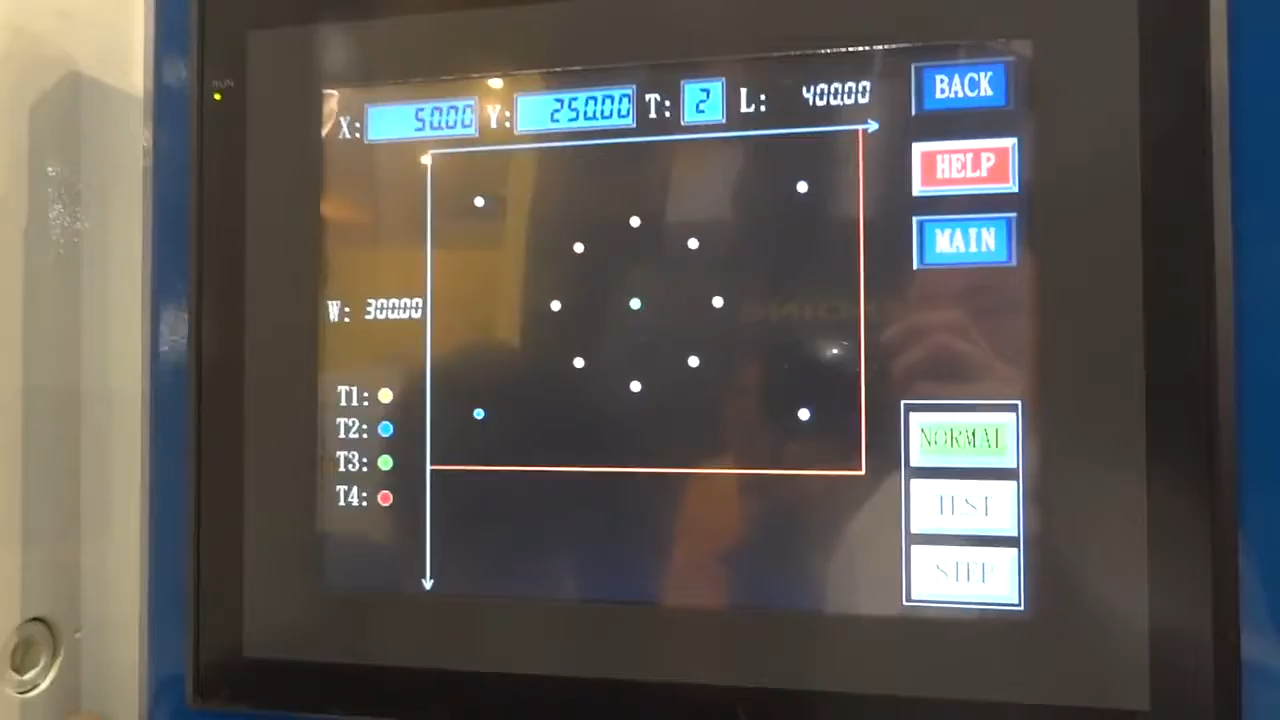 RUN
X: 50.00 Y: 250.00 T: 2 L: 400.00
BACK
HELP
MAIN
W: 300.00
T1:
T2:
T3:
T4:
NORMAL
TEST
STEP